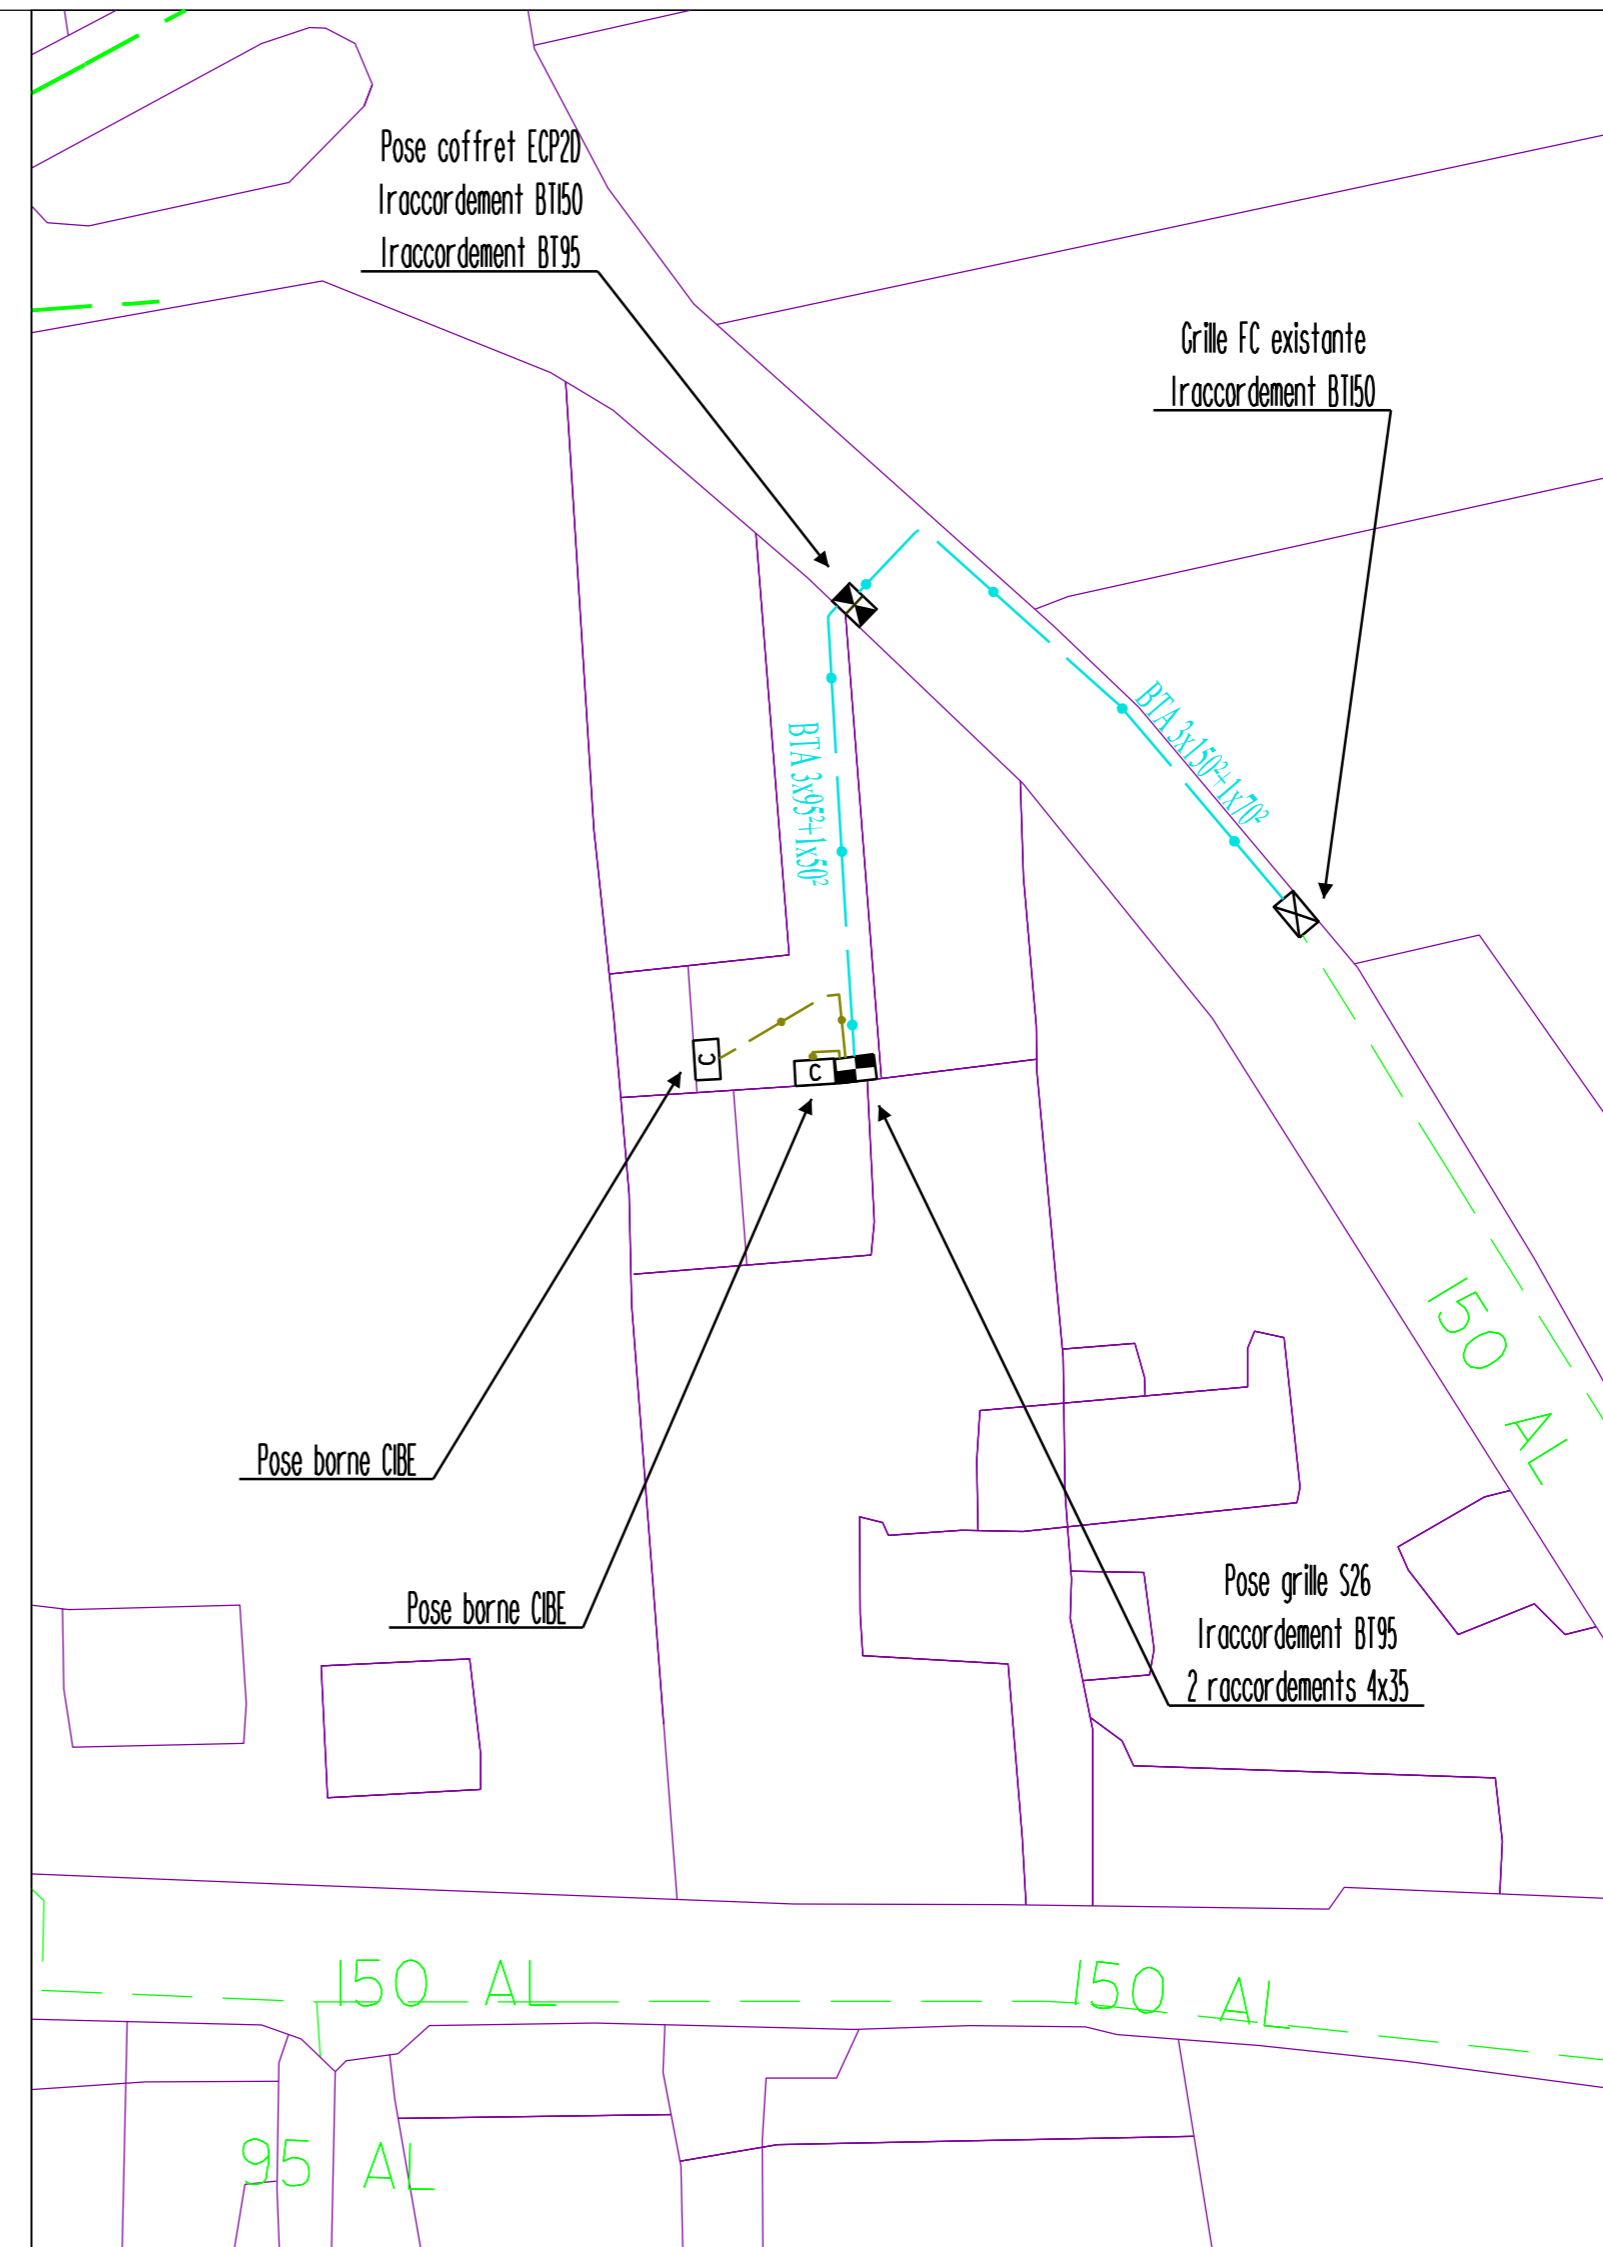 Pose coffret ECP2D
1raccordement BT150
1raccordement BT95
Grille FC existante
1raccordement BT150
BTA 3x150²+1x70²
BTA 3x95²+1x50²
C
C
150 AL
Pose borne CIBE
Pose borne CIBE
Pose grille S26
1raccordement BT95
2 raccordements 4x35
150 AL
150 AL
95 AL